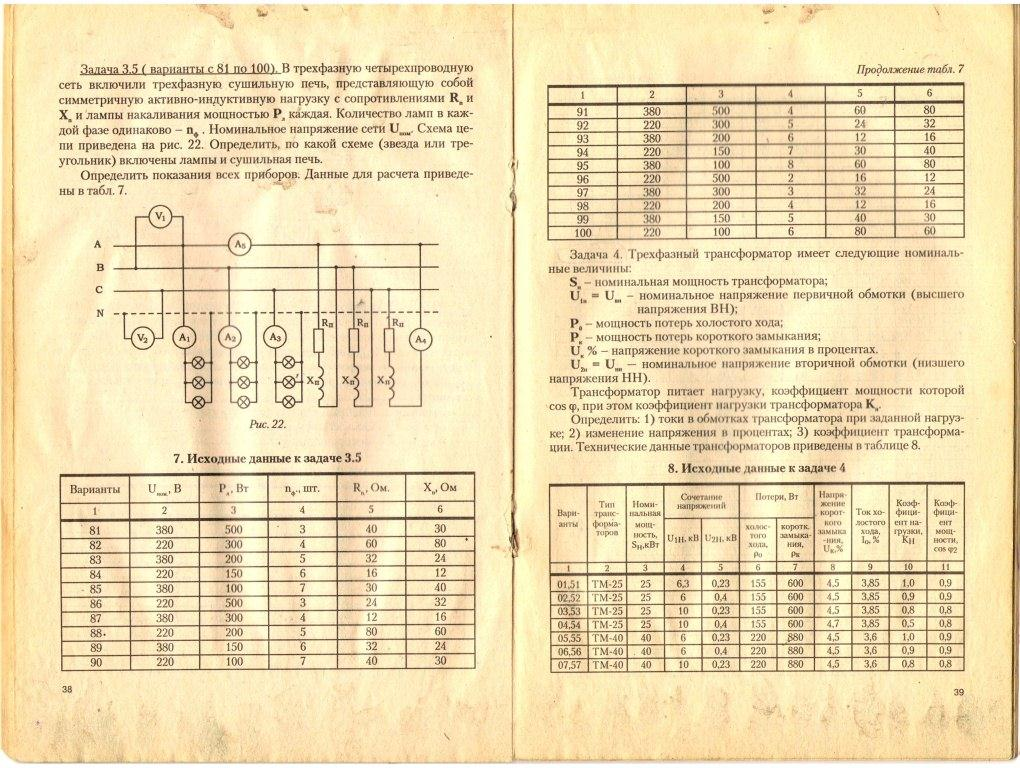 Задача 3.5 ( варианты с 81 по 100). В трехфазную четырехпроводную
сеть включили трехфазную сушильную печь, представляющую собой
симметричную активно-индуктивную нагрузку с сопротивлениями Rп и
Xп и лампы накаливания мощностью Pл каждая. Количество ламп в каж-
дой фазе одинаково – nф . Номинальное напряжение сети Uном. Схема це-
пи приведена на рис. 22. Определить, по какой схеме (звезда или тре-
угольник) включены лампы и сушильная печь.
Определить показания всех приборов. Данные для расчета приведе-
ны в табл. 7.
V1
A A5
B
C
N
V2 A1 A2 A3 Rп Rп Rп A4
Xп Xп Xп
Рис. 22.
7. Исходные данные к задаче 3.5
Варианты Uном, В Pл, Вт nф., шт. Rп, Ом. Xп, Ом
1 2 3 4 5 6
81 380 500 3 40 30
82 220 300 4 60 80
83 380 200 5 32 24
84 220 150 6 16 12
85 380 100 7 30 40
86 220 500 3 24 32
87 380 300 4 12 16
88 220 200 5 80 60
89 380 150 6 32 24
90 220 100 7 40 30
38
Продолжение табл. 7
1 2 3 4 5 6
91 380 500 4 60 80
92 220 300 5 24 32
93 380 200 6 12 16
94 220 150 7 30 40
95 380 100 8 60 80
96 220 500 2 16 12
97 380 300 3 32 24
98 220 200 4 12 16
99 380 150 5 40 30
100 220 100 6 80 60
Задача 4. Трехфазный трансформатор имеет следующие номиналь-
ные величины:
Sн – номинальная мощность трансформатора;
U1н = Uвн – номинальное напряжение первичной обмотки (высшего
напряжения ВН);
P0 – мощность потерь холостого хода;
Pк – мощность потерь короткого замыкания;
Uк % – напряжение короткого замыкания в процентах.
U2н = Uнн – номинальное напряжение вторичной обмотки (низшего
напряжения НН).
Трансформатор питает нагрузку, коэффициент мощности которой
cos φ, при этом коэффициент нагрузки трансформатора Kн.
Определить: 1) токи в обмотках трансформатора при заданной нагруз-
ке; 2) изменение напряжения в процентах; 3) коэффициент трансформа-
ции. Технические данные трансформаторов приведены в таблице 8.
8. Исходные данные к задаче 4
Вари-
анты
Тип
транс-
форма-
торов
Номи-
нальная
мощ-
ность,
Sн,кВт
Сочетание
напряжений
U1Н, кВ U2Н, кВ
Потери, Вт
холос-
того
хода,
ρ0
коротк.
замыка-
ния,
ρк
Напря-
жение
корот-
кого
замыка
-ния,
Uк,%
Ток хо-
лостого
хода,
I0, %
Коэф-
фици-
ент на-
грузки,
KН
Коэф-
фици-
ент
мощ-
ности,
cos φ2
1 2 3 4 5 6 7 8 9 10 11
01,51 ТМ-25 25 6,3 0,23 155 600 4,5 3,85 1,0 0,9
02,52 ТМ-25 25 6 0,4 155 600 4,5 3,85 0,9 0,9
03,53 ТМ-25 25 10 0,23 155 600 4,5 3,85 0,8 0,8
04,54 ТМ-25 25 10 0,4 155 600 4,7 3,85 0,5 0,8
05,55 ТМ-40 40 6 0,23 220 880 4,5 3,6 1,0 0,9
06,56 ТМ-40 40 6 0,4 220 880 4,5 3,6 0,9 0,9
07,57 ТМ-40 40 10 0,23 220 880 4,5 3,6 0,8 0,8
39